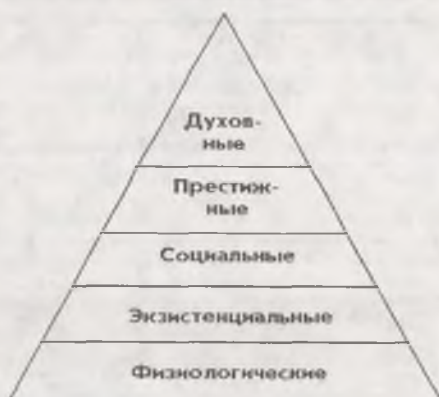 Духов-
ные
Престиж-
ные
Социальные
Экзистенциальные
Физиологические